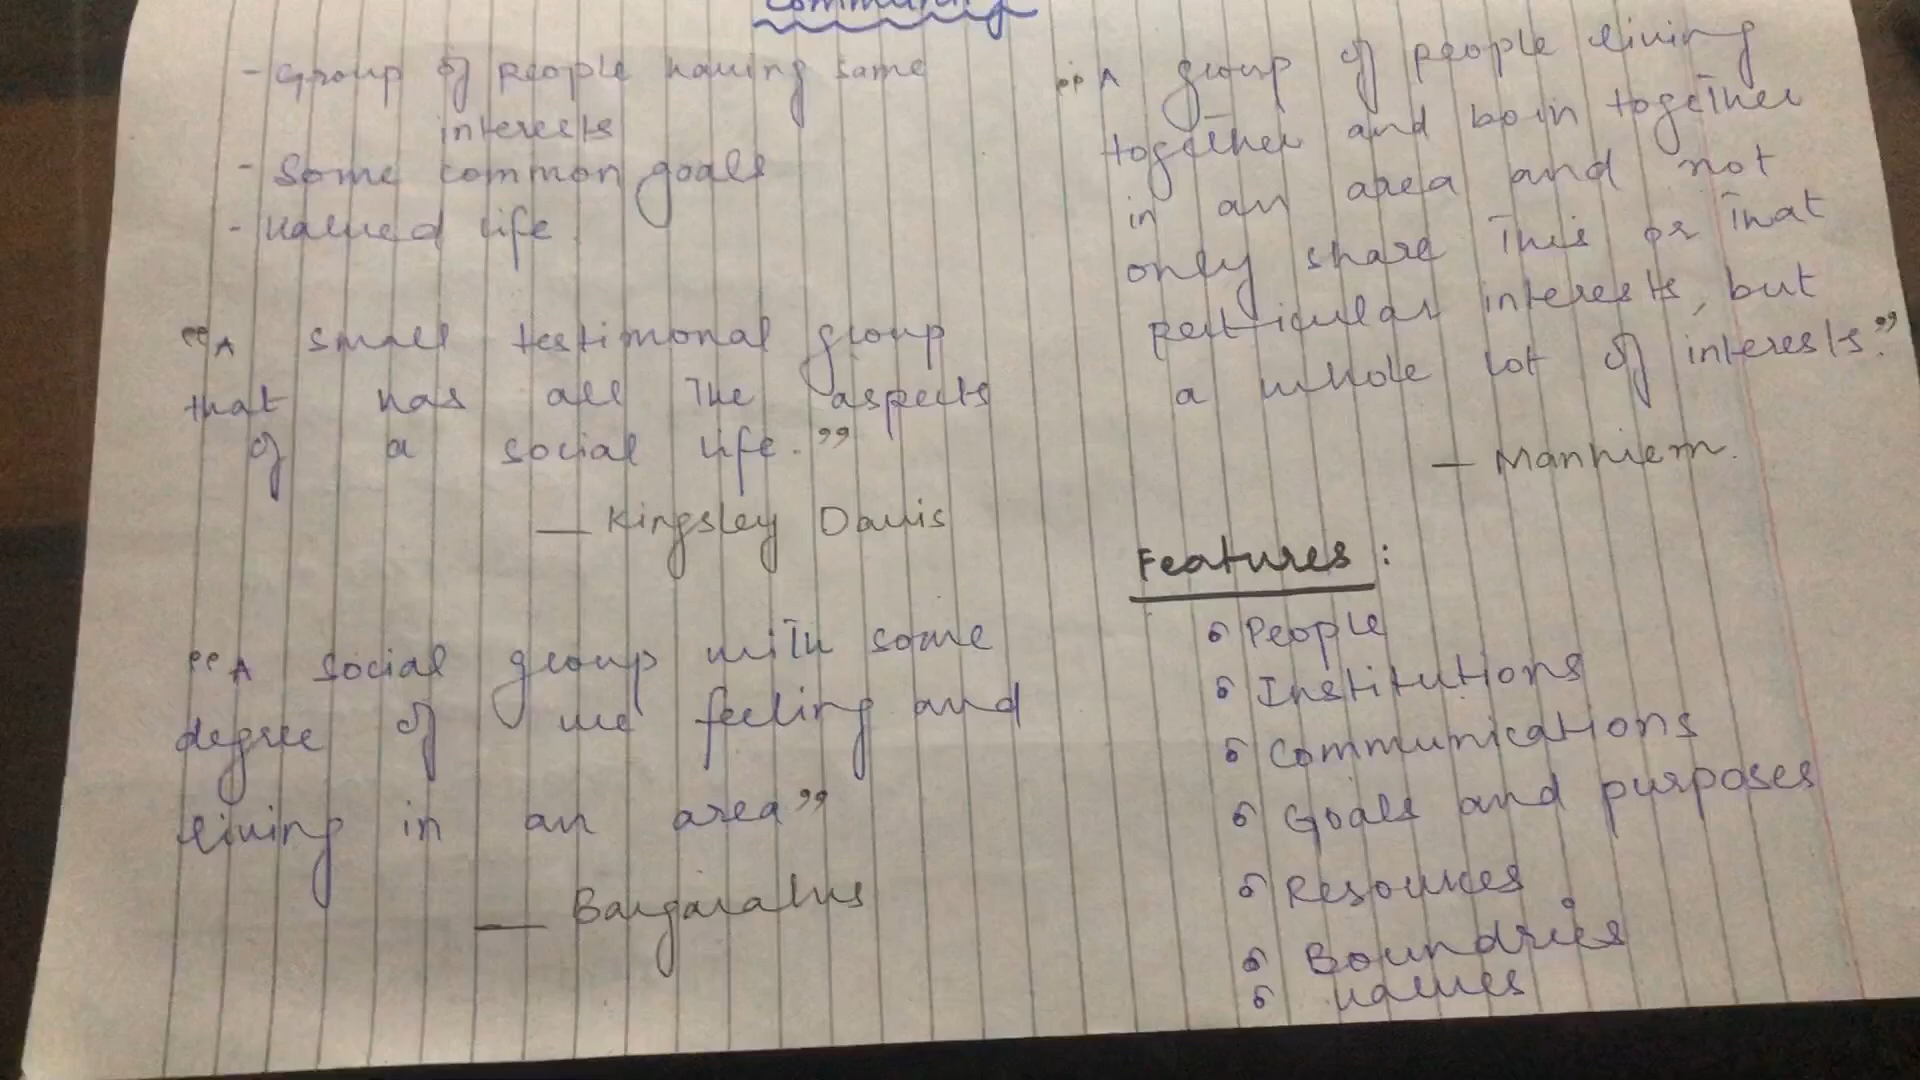 Community
- Group of people having same
interests
- Some common goals
- Valued life.
"A small testimonal group
that has all the aspects
of a social life."
— Kingsley Davis
"A social group with some
degree of we feeling and
living in an area"
— Bargaratus
"A group of people living
together and boin together
in an area and not
only share this or that
perticular interests, but
a whole lot of interests."
— Manhiem.
Features:
• People
• Institutions
• Communications
• Goals and purposes
• Resources
• Boundries
• Values